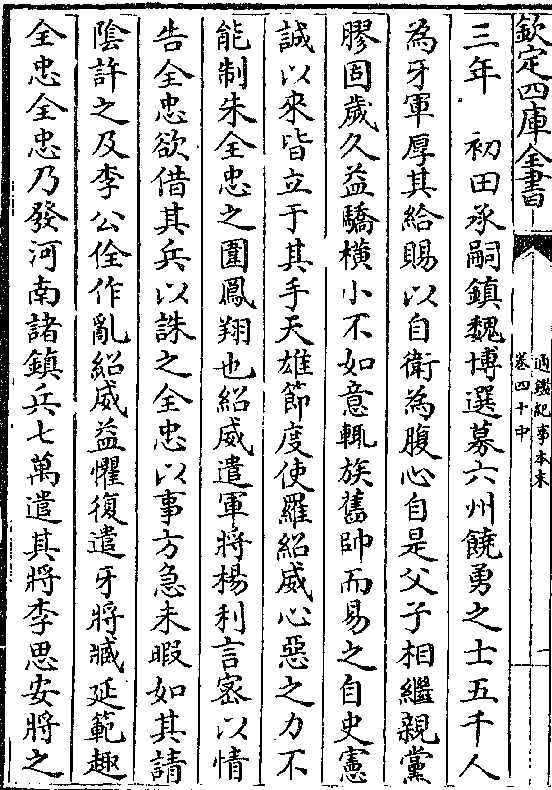 欽定四庫全書
通鑑紀事本末
卷四十中
一
三年　初田承嗣鎮魏博選募六州饒勇之士五千人
為牙軍厚其給賜以自衛為腹心自是父子相繼親黨
膠固歲久益驕橫小不如意輒族舊帥而易之自史憲
誠以來皆立于其手天雄節度使羅紹威心惡之力不
能制朱全忠之圍鳳翔也紹威遣軍將楊利言密以情
告全忠欲借其兵以誅之全忠以事方急未暇如其請
陰許之及李公佺作亂紹威益懼復遣牙將臧延範趣
全忠全忠乃發河南諸鎮兵七萬遣其將李思安將之